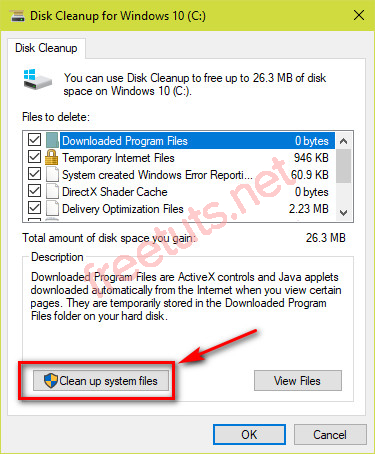 Disk Cleanup for Windows 10 (C:)
Disk Cleanup
You can use Disk Cleanup to free up to 26.3 MB of disk
space on Windows 10 (C:).
Files to delete:
Downloaded Program Files 0 bytes
Temporary Internet Files 946 KB
System created Windows Error Reporti... 60.9 KB
DirectX Shader Cache 0 bytes
Delivery Optimization Files 2.23 MB
Total amount of disk space you gain: 26.3 MB
Description
Downloaded Program Files are ActiveX controls and Java applets
downloaded automatically from the Internet when you view certain
pages. They are temporarily stored in the Downloaded Program
Files folder on your hard disk.
Clean up system files View Files
OK Cancel
freetuts.net